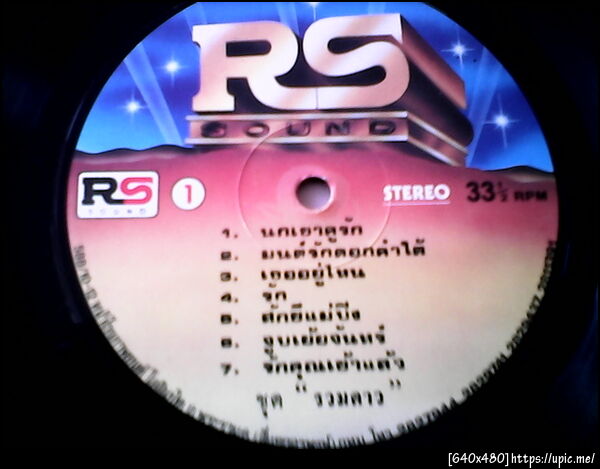 RS
SOUND
RS
SOUND
1
STEREO
33 1/2 RPM
1. นกเขาคูรัก
2. มนต์รักดอกคำใต้
3. เธออยู่ไหน
4. รัก
5. ศักดิ์แม่ปิง
6. จูบเย้ยจันทร์
7. รักคุณเข้าแล้ว
ชุด " รวมดาว "
[640x480]https://upic.me/